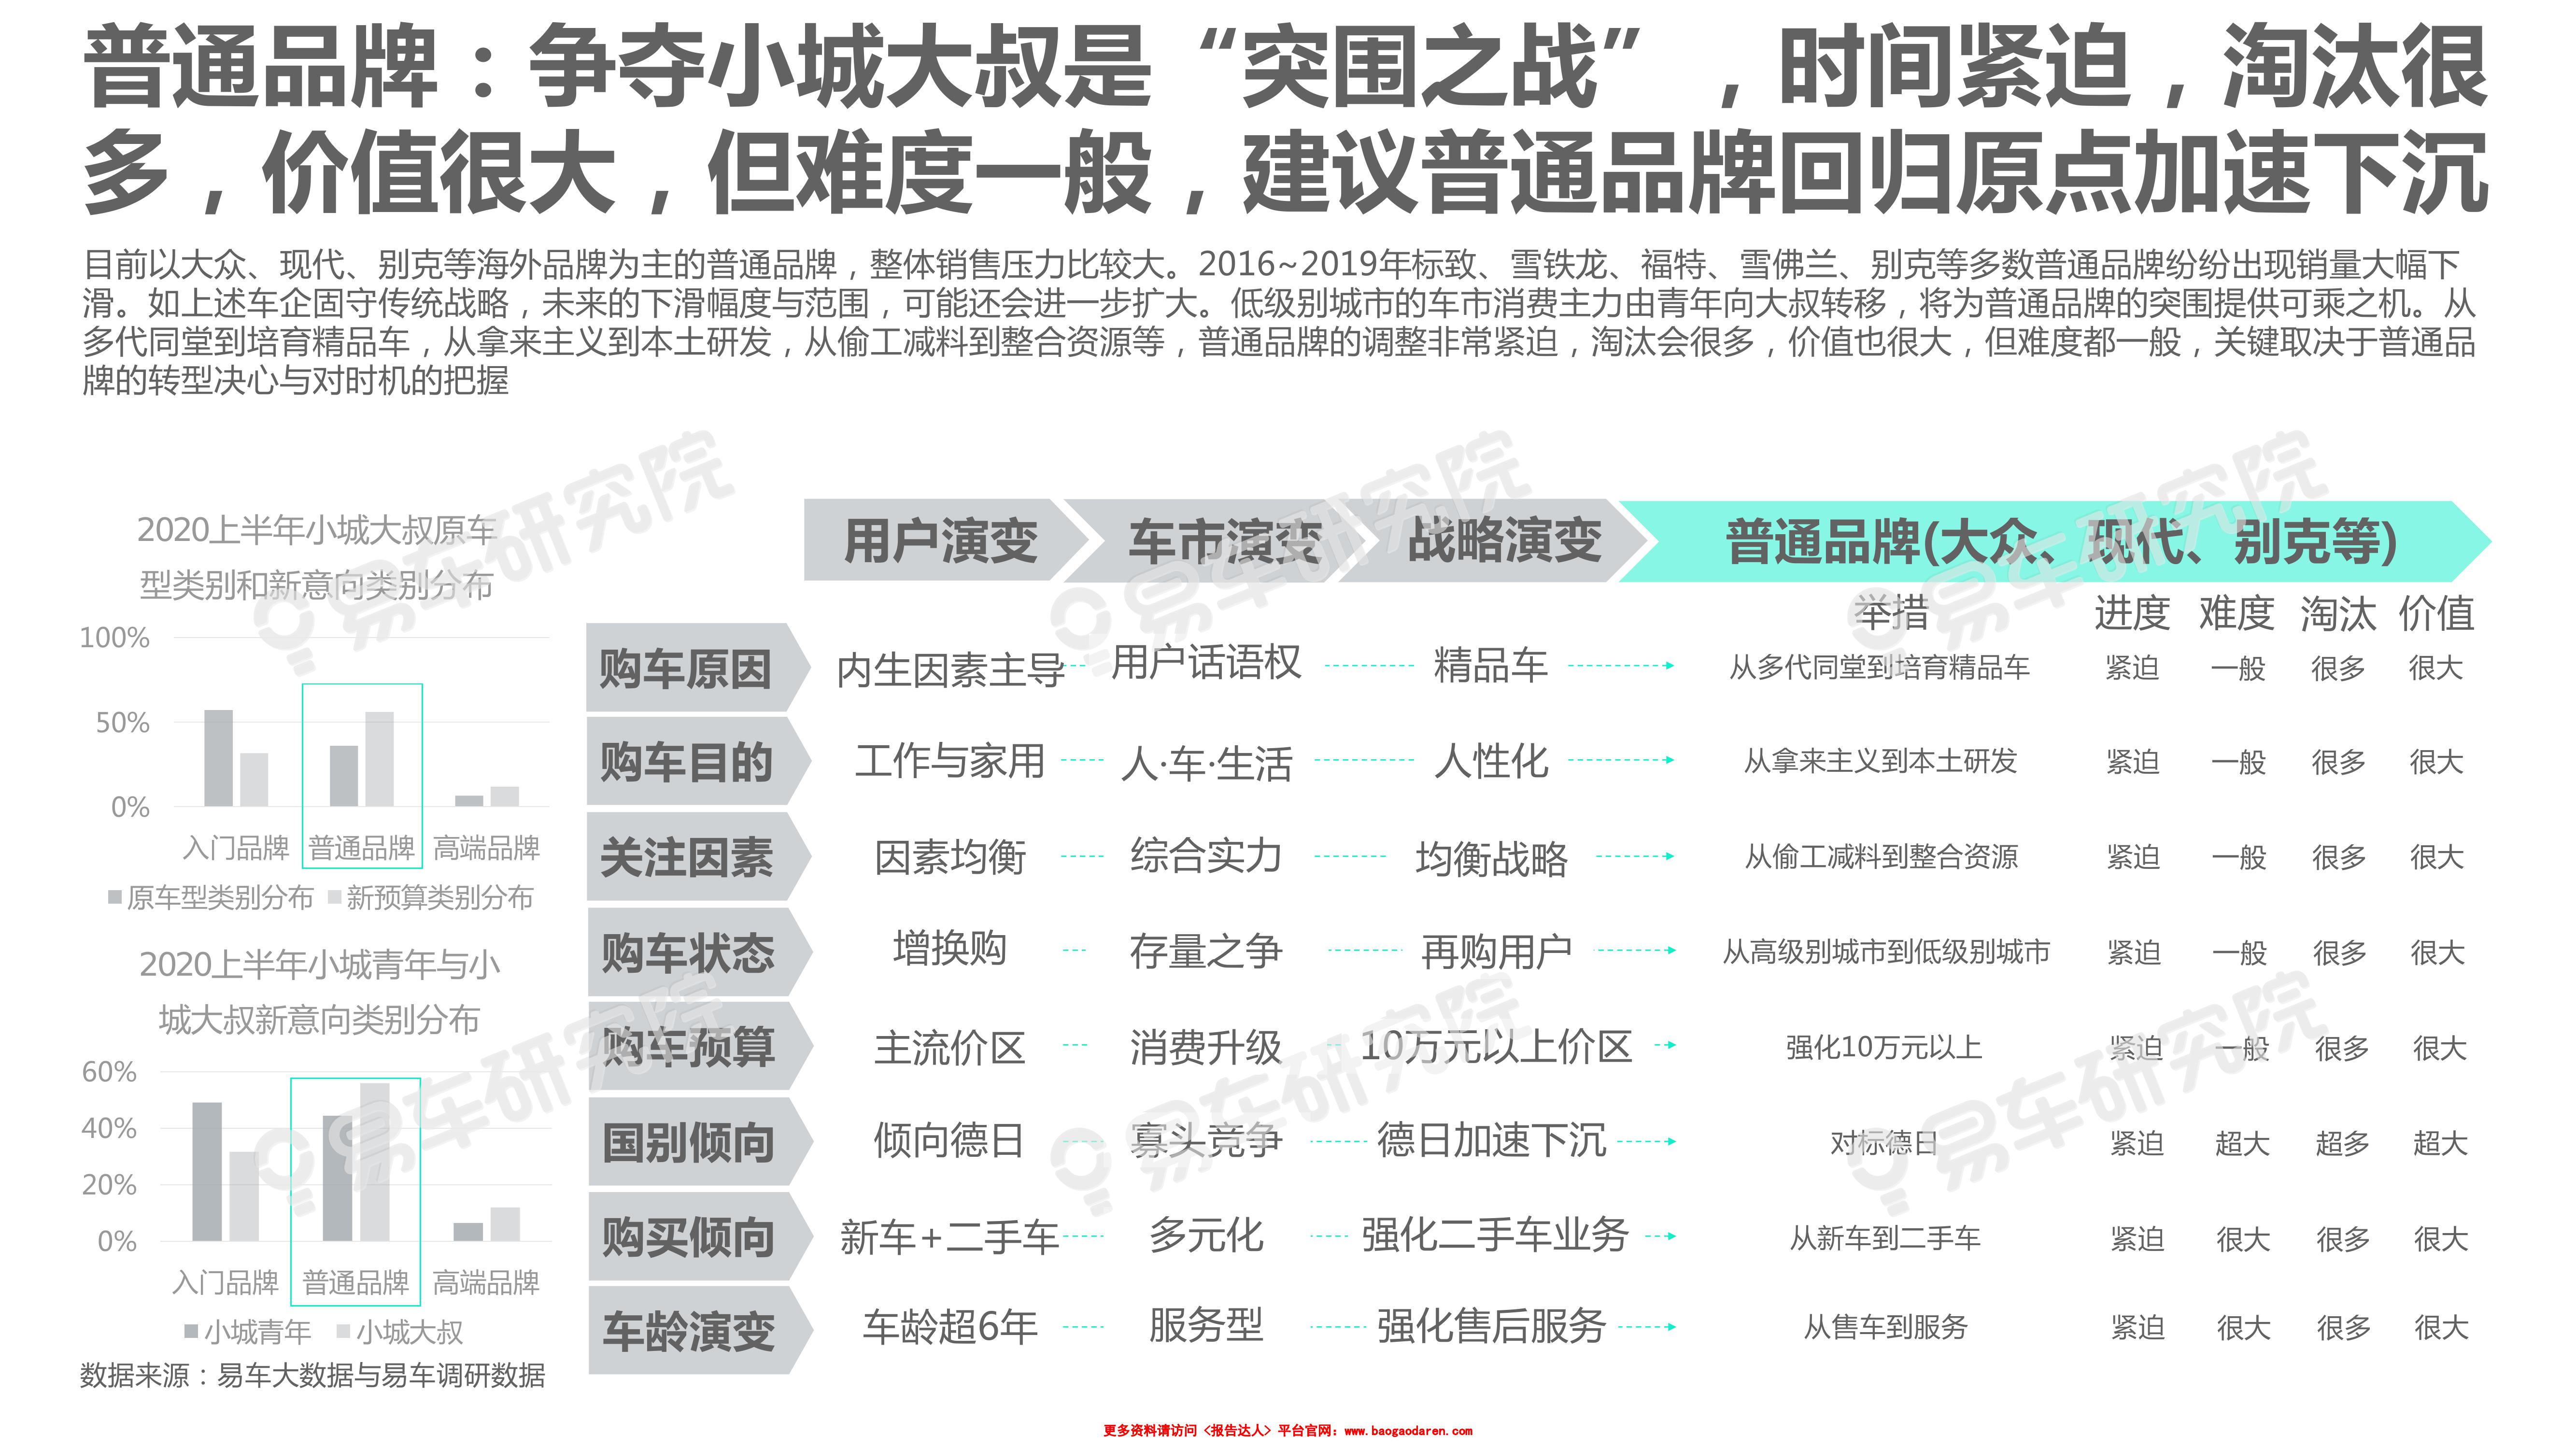 普通品牌：争夺小城大叔是“突围之战”，时间紧迫，淘汰很
多，价值很大，但难度一般，建议普通品牌回归原点加速下沉
目前以大众、现代、别克等海外品牌为主的普通品牌，整体销售压力比较大。2016~2019年标致、雪铁龙、福特、雪佛兰、别克等多数普通品牌纷纷出现销量大幅下
滑。如上述车企固守传统战略，未来的下滑幅度与范围，可能还会进一步扩大。低级别城市的车市消费主力由青年向大叔转移，将为普通品牌的突围提供可乘之机。从
多代同堂到培育精品车，从拿来主义到本土研发，从偷工减料到整合资源等，普通品牌的调整非常紧迫，淘汰会很多，价值也很大，但难度都一般，关键取决于普通品
牌的转型决心与对时机的把握
2020上半年小城大叔原车
型类别和新意向类别分布
100%
50%
0%
入门品牌 普通品牌 高端品牌
原车型类别分布 新预算类别分布
2020上半年小城青年与小
城大叔新意向类别分布
60%
40%
20%
0%
入门品牌 普通品牌 高端品牌
小城青年 小城大叔
数据来源：易车大数据与易车调研数据
用户演变 车市演变 战略演变 普通品牌(大众、现代、别克等)
举措 进度 难度 淘汰 价值
购车原因 内生因素主导 用户话语权 精品车 从多代同堂到培育精品车 紧迫 一般 很多 很大
购车目的 工作与家用 人·车·生活 人性化 从拿来主义到本土研发 紧迫 一般 很多 很大
关注因素 因素均衡 综合实力 均衡战略 从偷工减料到整合资源 紧迫 一般 很多 很大
购车状态 增换购 存量之争 再购用户 从高级别城市到低级别城市 紧迫 一般 很多 很大
购车预算 主流价区 消费升级 10万元以上价区 强化10万元以上 紧迫 一般 很多 很大
国别倾向 倾向德日 寡头竞争 德日加速下沉 对标德日 紧迫 超大 超多 超大
购买倾向 新车+二手车 多元化 强化二手车业务 从新车到二手车 紧迫 很大 很多 很大
车龄演变 车龄超6年 服务型 强化售后服务 从售车到服务 紧迫 很大 很多 很大
易车研究院
易车研究院
易车研究院
易车研究院
易车研究院
易车研究院
更多资料请访问《报告达人》平台官网：www.baogaodaren.com